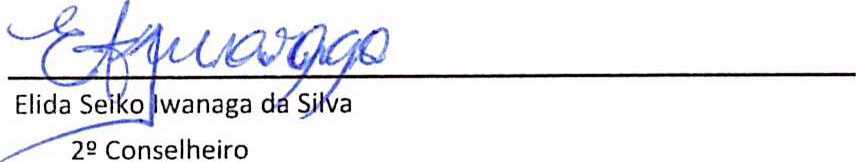 Elida Seiko Iwanaga da Silva
2º Conselheiro